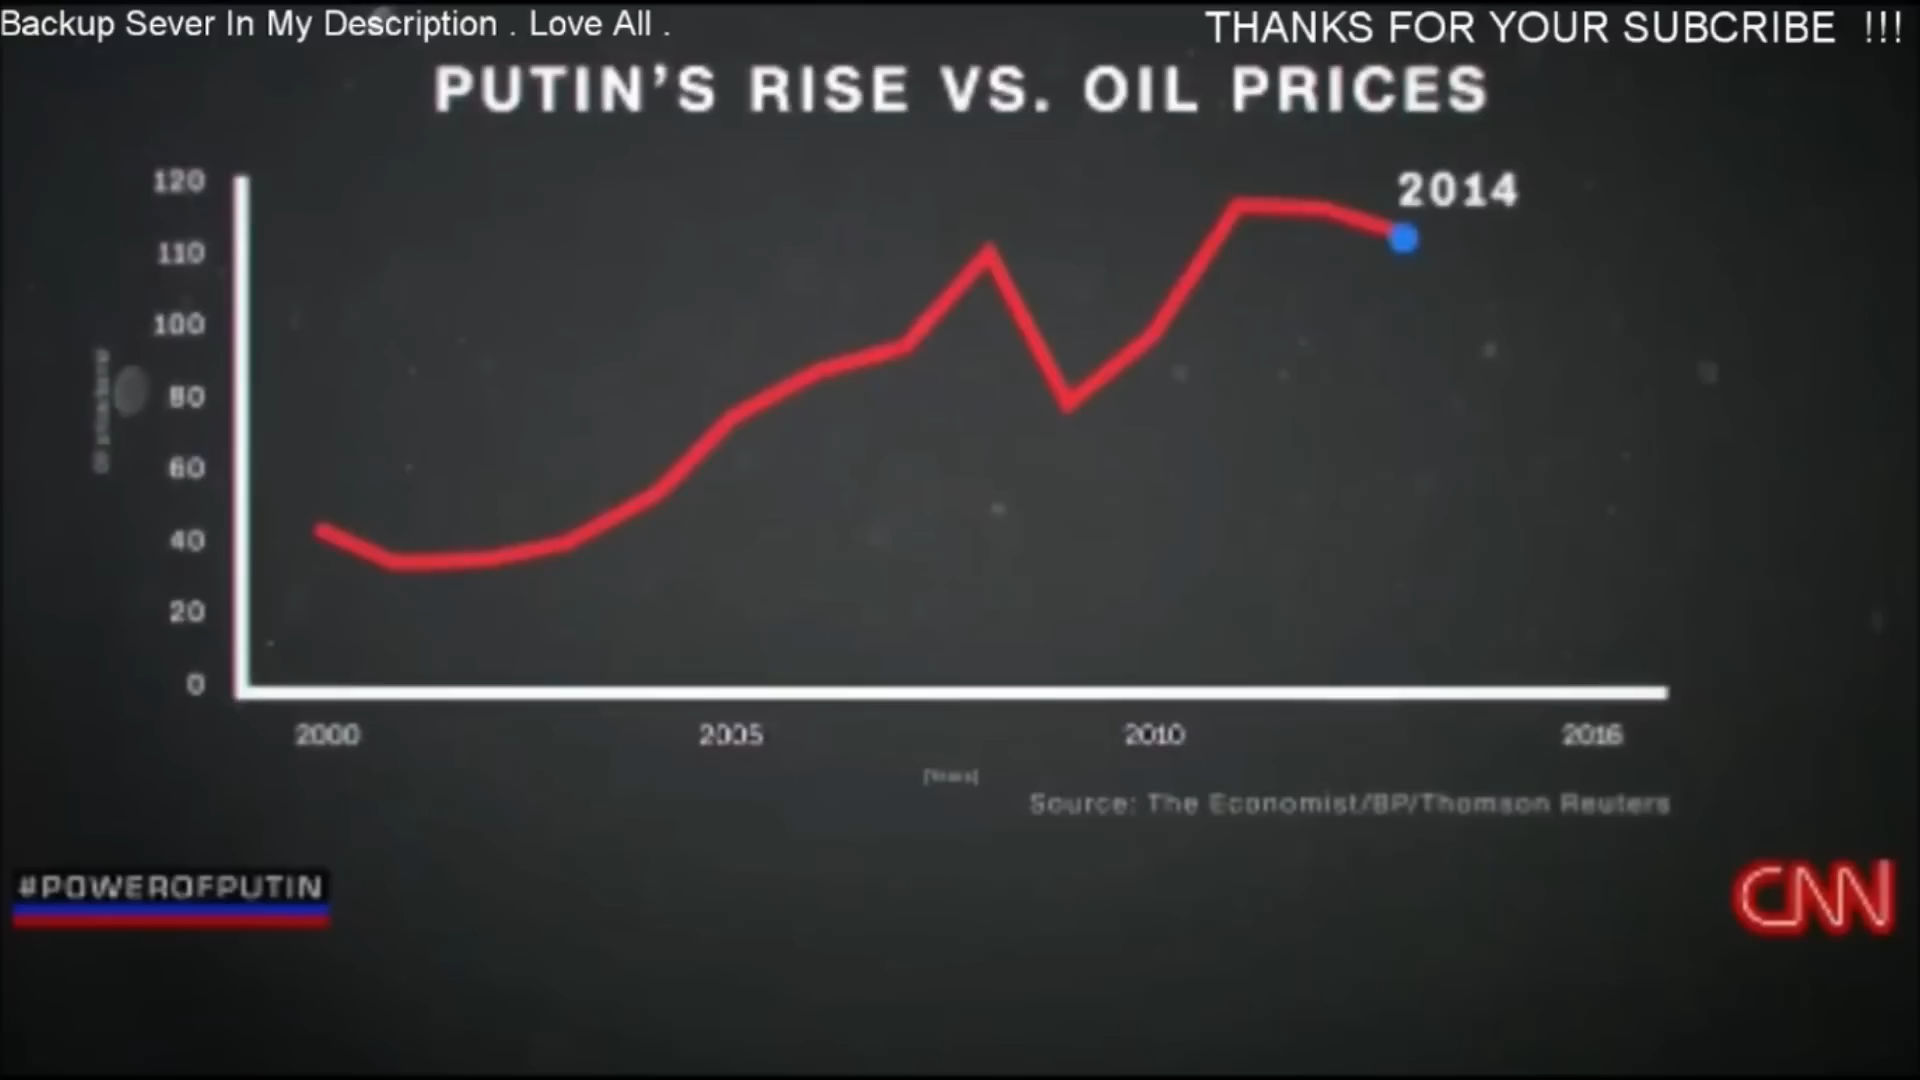 Backup Sever In My Description . Love All .
THANKS FOR YOUR SUBCRIBE !!!
PUTIN'S RISE VS. OIL PRICES
120
2014
110
100
80
60
40
20
0
2000
2005
2010
2016
Source: The Economist/BP/Thomson Reuters
#POWEROFPUTIN
CNN